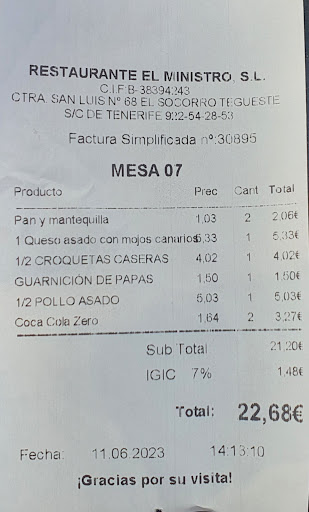 RESTAURANTE EL MINISTRO, S.L.
C.I.F:B-38394243
CTRA. SAN LUIS Nº 68 EL SOCORRO TEGUESTE
S/C DE TENERIFE 922-54-28-53
Factura Simplificada nº:30895
MESA 07
Producto Prec Cant Total
Pan y mantequilla 1,03 2 2,06€
1 Queso asado con mojos canarios 5,33 1 5,33€
1/2 CROQUETAS CASERAS 4,02 1 4,02€
GUARNICIÓN DE PAPAS 1,50 1 1,50€
1/2 POLLO ASADO 5,03 1 5,03€
Coca Cola Zero 1,64 2 3,27€
Sub Total 21,20€
IGIC 7% 1,48€
Total: 22,68€
Fecha: 11.06.2023 14:13:10
¡Gracias por su visita!